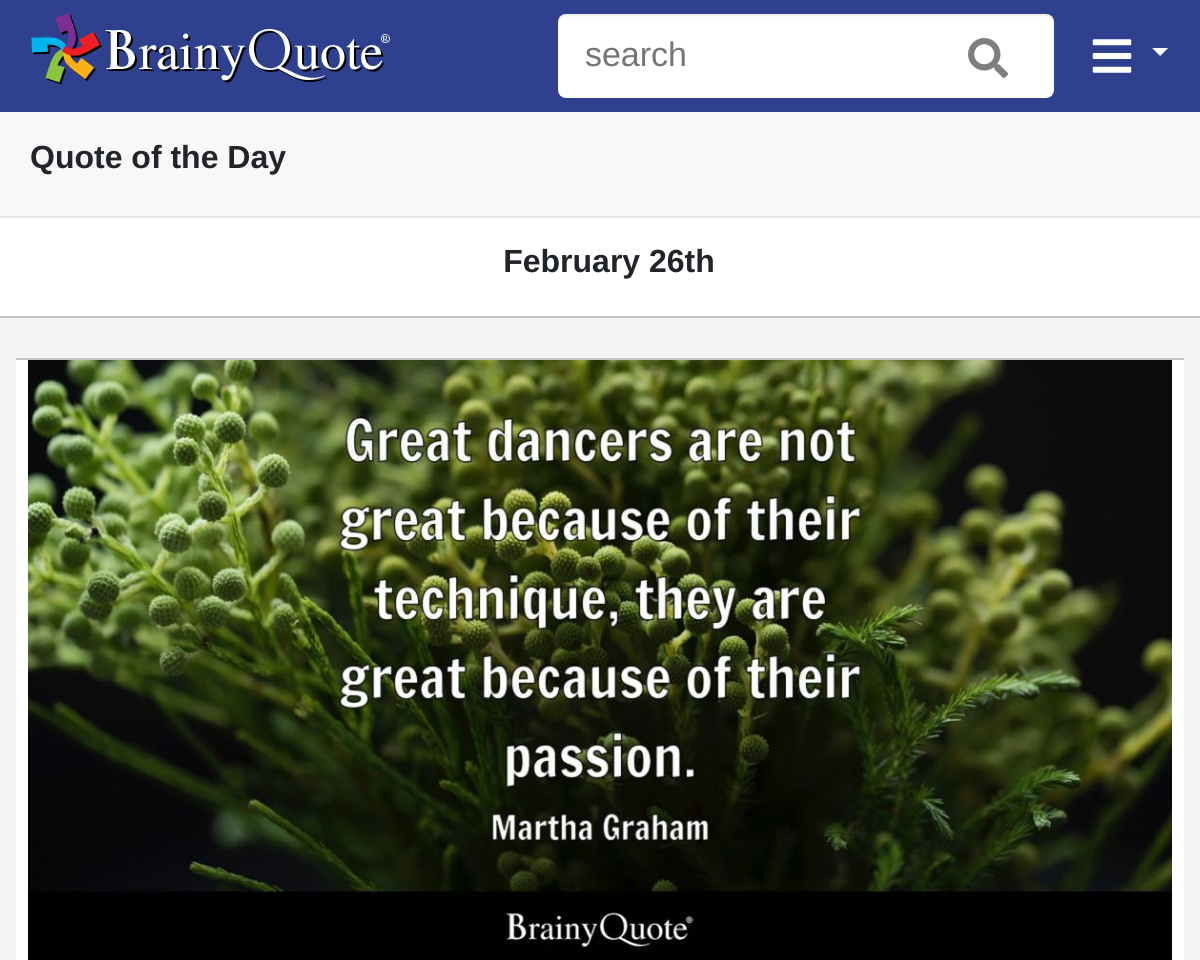 BrainyQuote®
search
Quote of the Day
February 26th
Great dancers are not
great because of their
technique, they are
great because of their
passion.
Martha Graham
BrainyQuote®